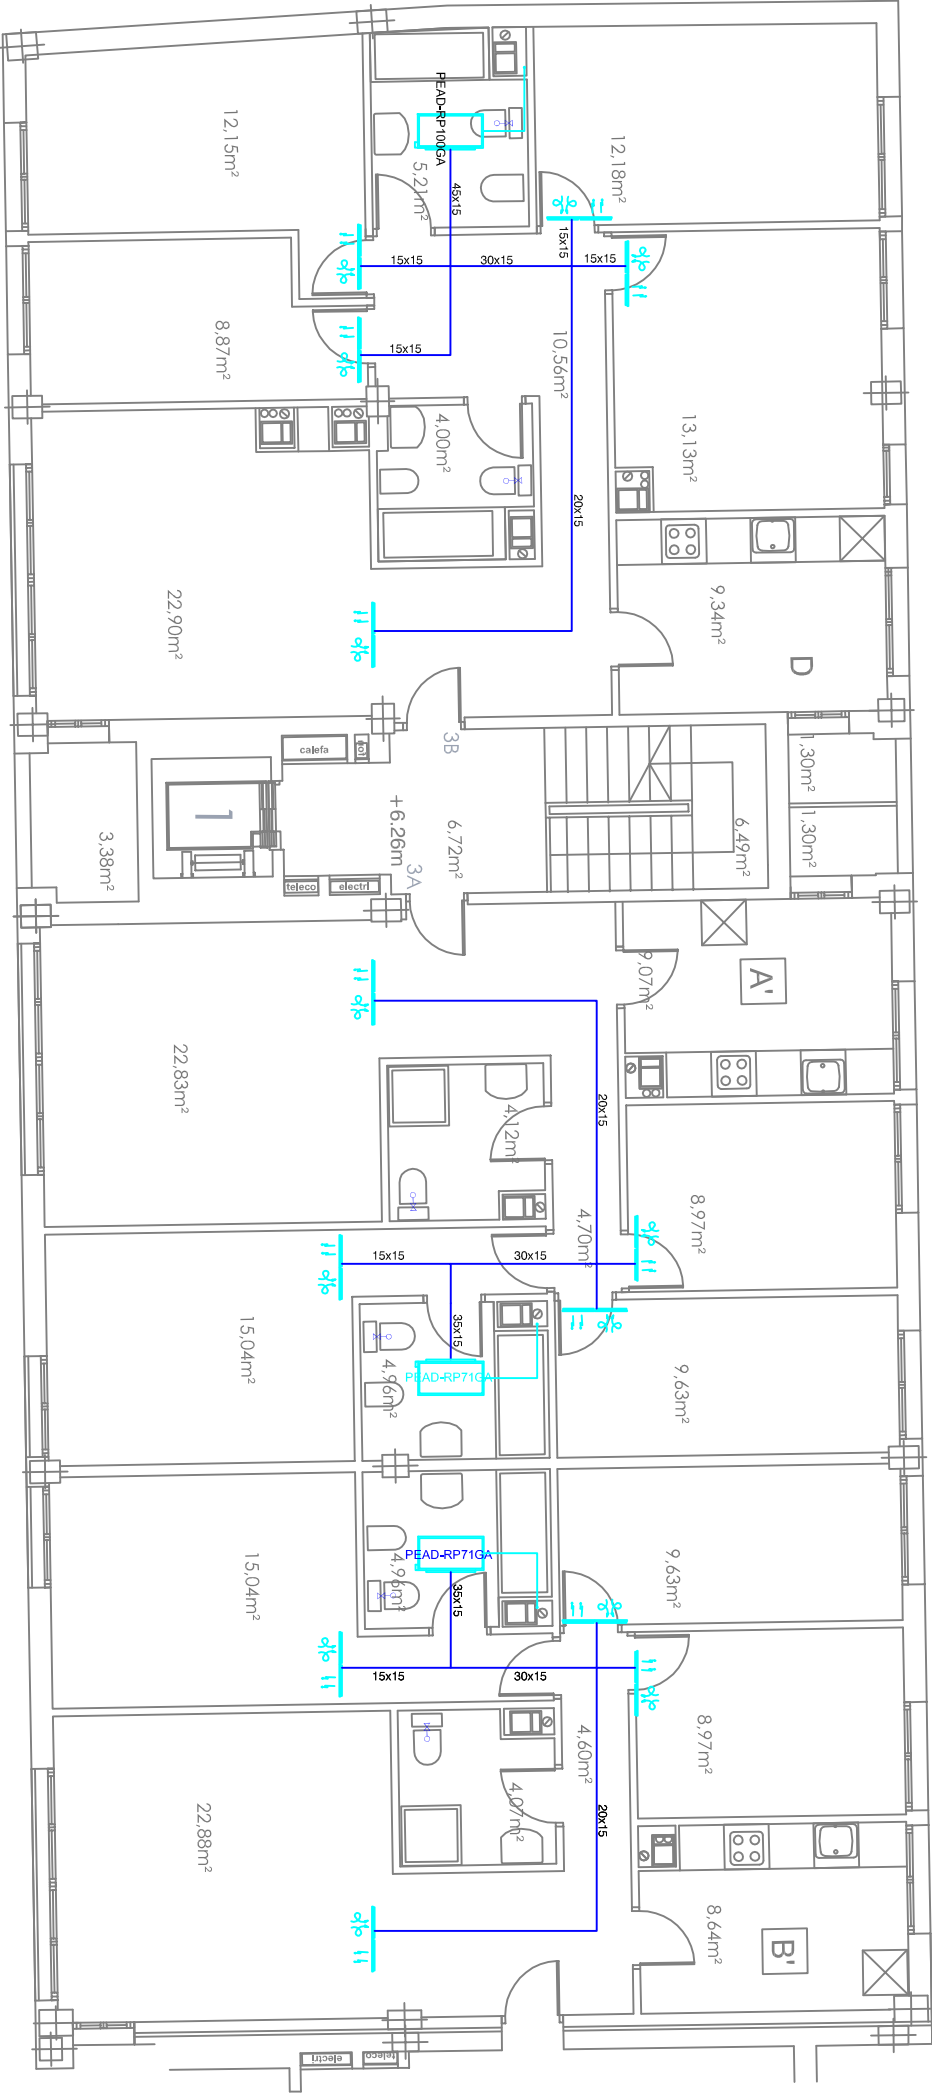 12,15m²
PEAD-RP100GA
5,21m²
45x15
12,18m²
15x15
15x15
30x15
15x15
8,87m²
15x15
10,56m²
13,13m²
4,00m²
20x15
22,90m²
9,34m²
D
calefa
3B
1,30m²
1
+6.26m
6,72m²
6,49m²
1,30m²
3,38m²
3A
teleco
electri
9,07m²
A'
22,83m²
4,12m²
20x15
8,97m²
4,70m²
15x15
30x15
35x15
15,04m²
4,96m²
PEAD-RP71GA
9,63m²
PEAD-RP71GA
15,04m²
4,96m²
35x15
9,63m²
15x15
30x15
4,60m²
8,97m²
22,88m²
4,07m²
20x15
8,64m²
B'
electri
teleco